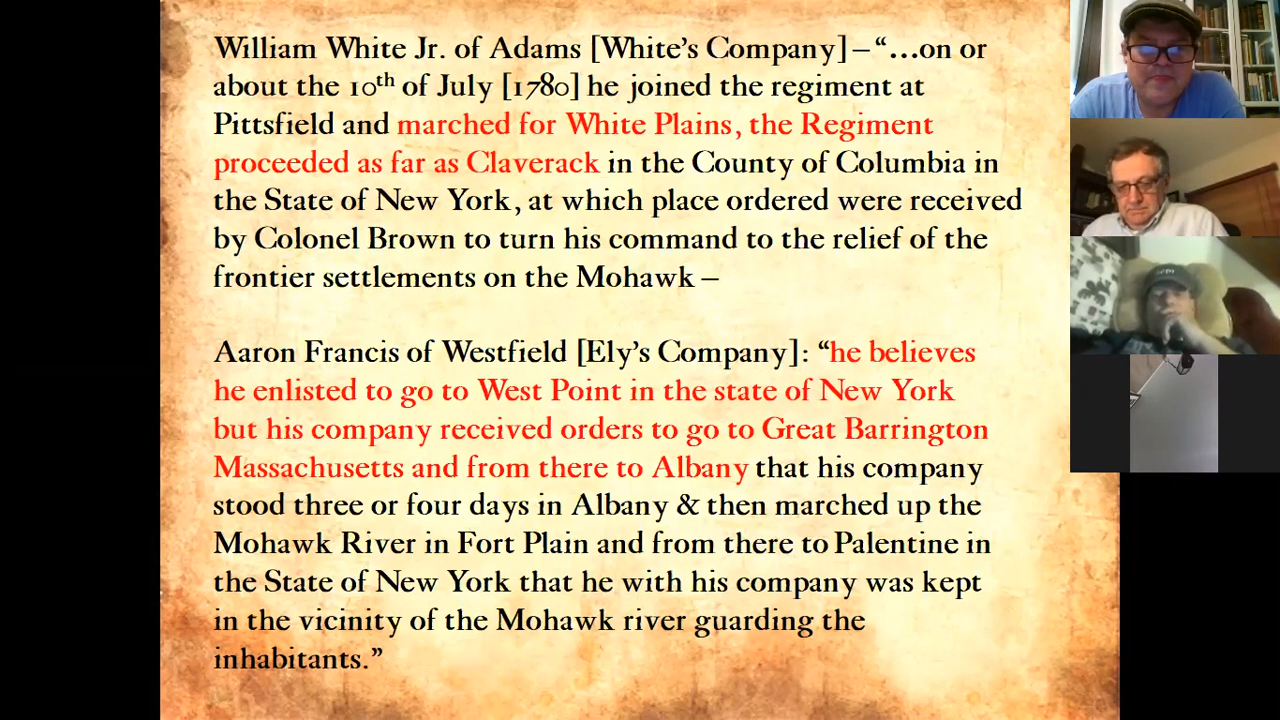 William White Jr. of Adams [White's Company] – “…on or
about the 10th of July [1780] he joined the regiment at
Pittsfield and marched for White Plains, the Regiment
proceeded as far as Claverack in the County of Columbia in
the State of New York, at which place ordered were received
by Colonel Brown to turn his command to the relief of the
frontier settlements on the Mohawk –
Aaron Francis of Westfield [Ely's Company]: “he believes
he enlisted to go to West Point in the state of New York
but his company received orders to go to Great Barrington
Massachusetts and from there to Albany that his company
stood three or four days in Albany & then marched up the
Mohawk River in Fort Plain and from there to Palentine in
the State of New York that he with his company was kept
in the vicinity of the Mohawk river guarding the
inhabitants.”